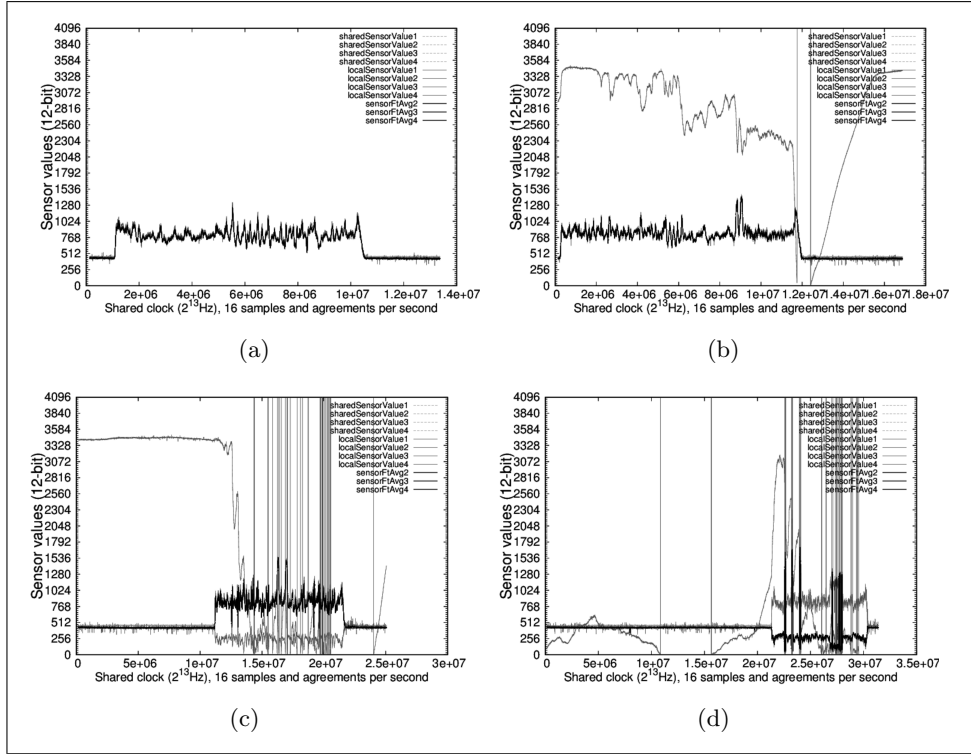 4096
3840
3584
3328
3072
2816
2560
2304
2048
1792
1536
1280
1024
768
512
256
0
Sensor values (12-bit)
sharedSensorValue1
sharedSensorValue2
sharedSensorValue3
sharedSensorValue4
localSensorValue1
localSensorValue2
localSensorValue3
localSensorValue4
sensorFtAvg2
sensorFtAvg3
sensorFtAvg4
0 2e+06 4e+06 6e+06 8e+06 1e+07 1.2e+07 1.4e+07
Shared clock (2^13Hz), 16 samples and agreements per second
(a)
4096
3840
3584
3328
3072
2816
2560
2304
2048
1792
1536
1280
1024
768
512
256
0
Sensor values (12-bit)
sharedSensorValue1
sharedSensorValue2
sharedSensorValue3
sharedSensorValue4
localSensorValue1
localSensorValue2
localSensorValue3
localSensorValue4
sensorFtAvg2
sensorFtAvg3
sensorFtAvg4
0 2e+06 4e+06 6e+06 8e+06 1e+07 1.2e+07 1.4e+07 1.6e+07 1.8e+07
Shared clock (2^13Hz), 16 samples and agreements per second
(b)
4096
3840
3584
3328
3072
2816
2560
2304
2048
1792
1536
1280
1024
768
512
256
0
Sensor values (12-bit)
sharedSensorValue1
sharedSensorValue2
sharedSensorValue3
sharedSensorValue4
localSensorValue1
localSensorValue2
localSensorValue3
localSensorValue4
sensorFtAvg2
sensorFtAvg3
sensorFtAvg4
0 5e+06 1e+07 1.5e+07 2e+07 2.5e+07 3e+07
Shared clock (2^13Hz), 16 samples and agreements per second
(c)
4096
3840
3584
3328
3072
2816
2560
2304
2048
1792
1536
1280
1024
768
512
256
0
Sensor values (12-bit)
sharedSensorValue1
sharedSensorValue2
sharedSensorValue3
sharedSensorValue4
localSensorValue1
localSensorValue2
localSensorValue3
localSensorValue4
sensorFtAvg2
sensorFtAvg3
sensorFtAvg4
0 5e+06 1e+07 1.5e+07 2e+07 2.5e+07 3e+07 3.5e+07
Shared clock (2^13Hz), 16 samples and agreements per second
(d)